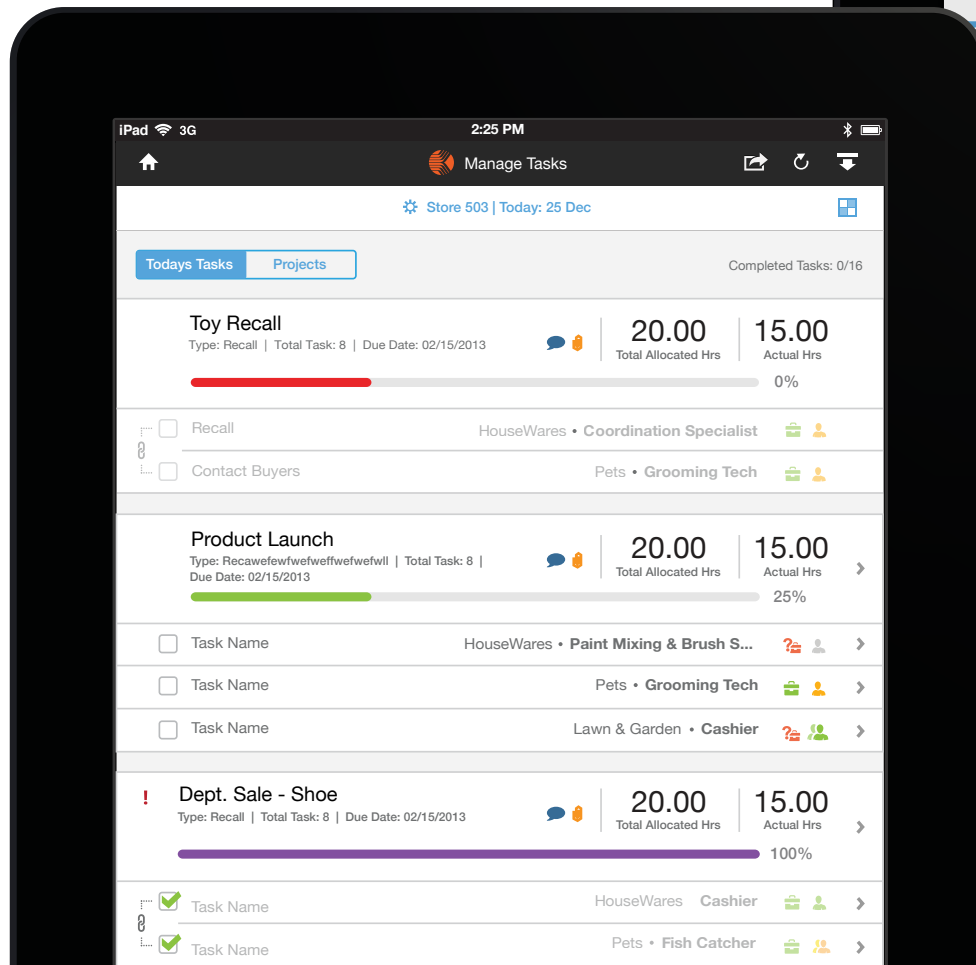 iPad 3G 2:25 PM
Manage Tasks
Store 503 | Today: 25 Dec
Todays Tasks Projects Completed Tasks: 0/16
Toy Recall
Type: Recall | Total Task: 8 | Due Date: 02/15/2013
20.00 15.00
Total Allocated Hrs Actual Hrs
0%
Recall HouseWares • Coordination Specialist
Contact Buyers Pets • Grooming Tech
Product Launch
Type: Recawefewfwefweffwefwefwll | Total Task: 8 |
Due Date: 02/15/2013
20.00 15.00
Total Allocated Hrs Actual Hrs
25%
Task Name HouseWares • Paint Mixing & Brush S...
Task Name Pets • Grooming Tech
Task Name Lawn & Garden • Cashier
! Dept. Sale - Shoe
Type: Recall | Total Task: 8 | Due Date: 02/15/2013
20.00 15.00
Total Allocated Hrs Actual Hrs
100%
Task Name HouseWares Cashier
Task Name Pets • Fish Catcher